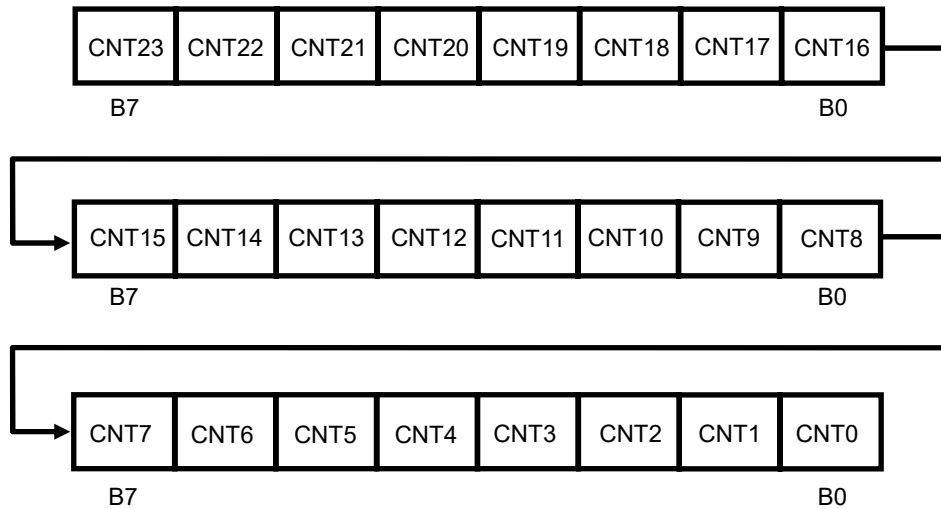 CNT23 CNT22 CNT21 CNT20 CNT19 CNT18 CNT17 CNT16
B7 B0
CNT15 CNT14 CNT13 CNT12 CNT11 CNT10 CNT9 CNT8
B7 B0
CNT7 CNT6 CNT5 CNT4 CNT3 CNT2 CNT1 CNT0
B7 B0